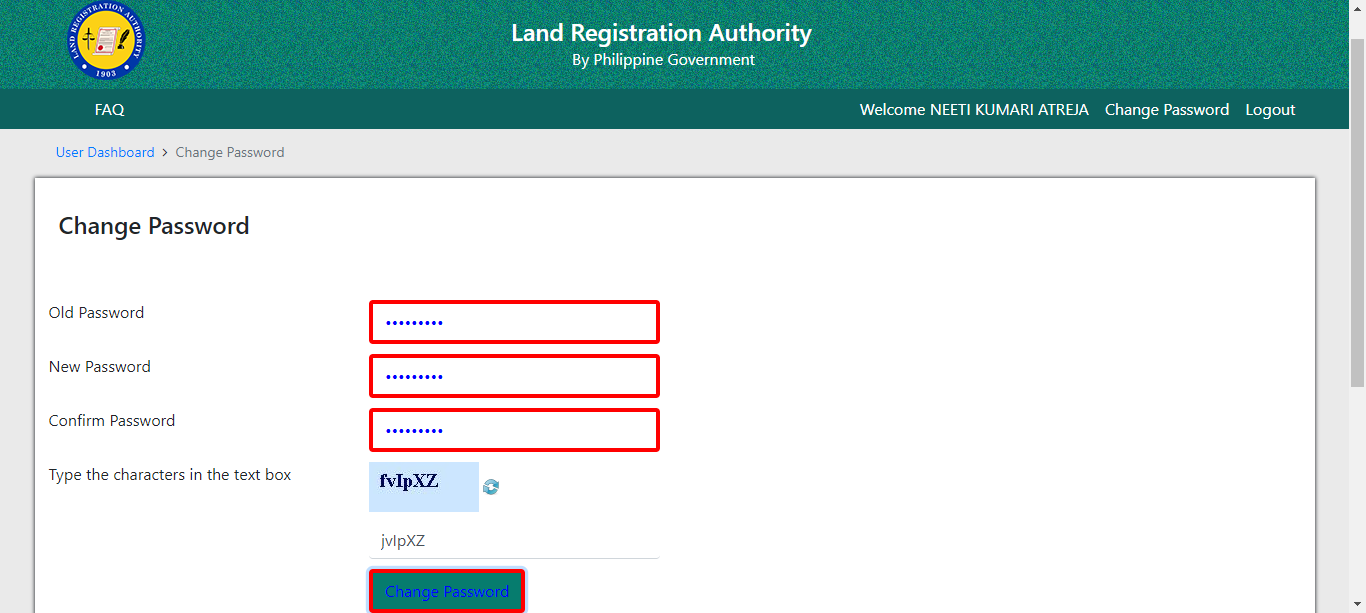 LAND REGISTRATION AUTHORITY
1903
Land Registration Authority
By Philippine Government
FAQ
Welcome NEETI KUMARI ATREJA Change Password Logout
User Dashboard > Change Password
Change Password
Old Password
•••••••••
New Password
•••••••••
Confirm Password
•••••••••
Type the characters in the text box
fvIpXZ
jvIpXZ
Change Password